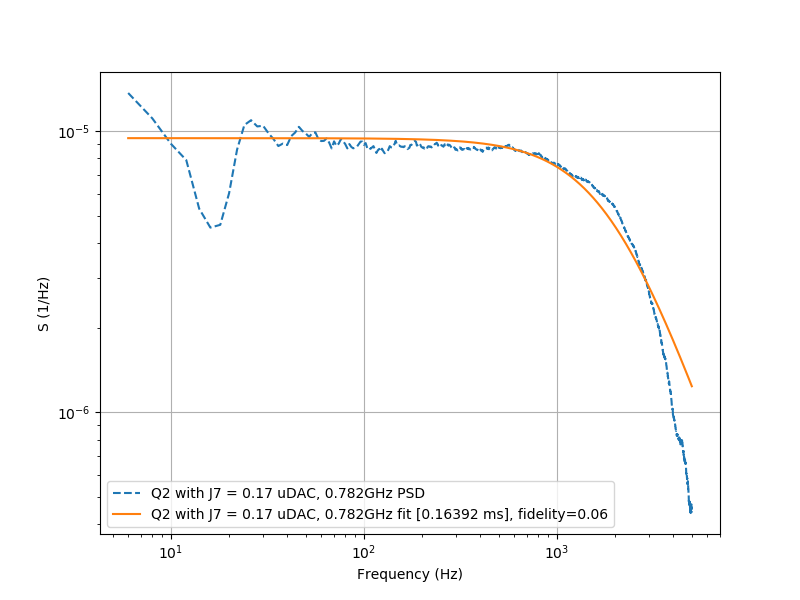 S (1/Hz)
10⁻⁵
10⁻⁶
Q2 with J7 = 0.17 uDAC, 0.782GHz PSD
Q2 with J7 = 0.17 uDAC, 0.782GHz fit [0.16392 ms], fidelity=0.06
10¹ 10² 10³
Frequency (Hz)